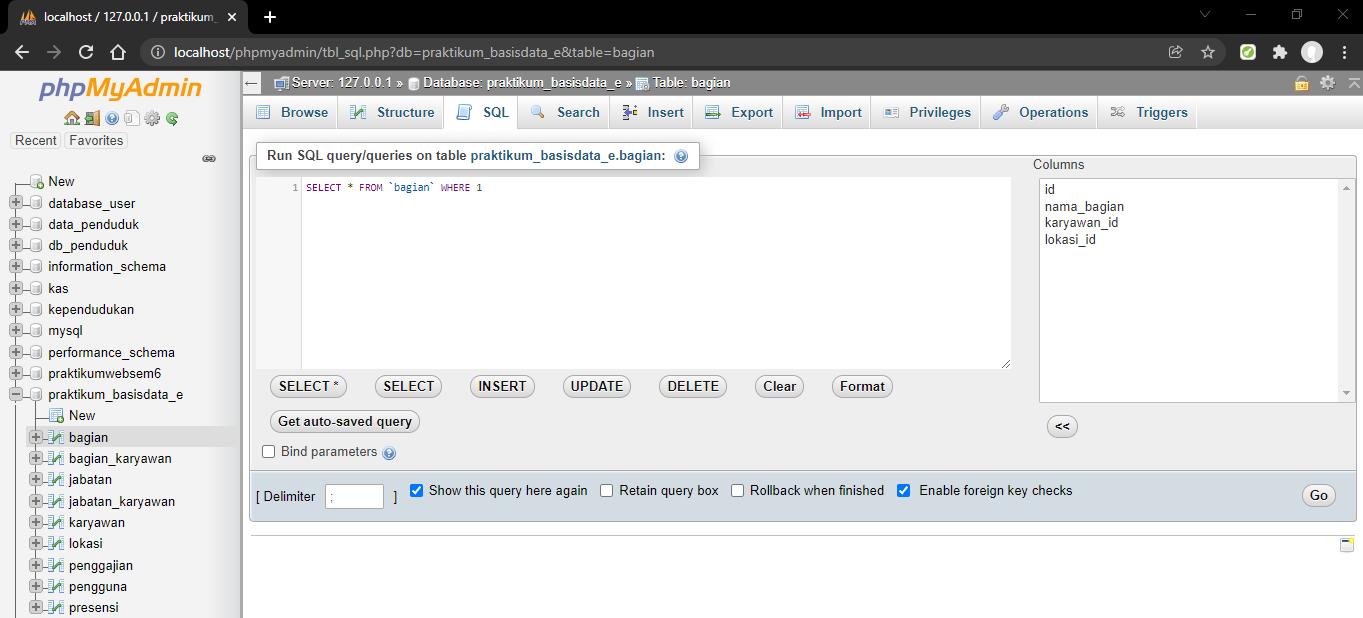 localhost / 127.0.0.1 / praktikum_
localhost/phpmyadmin/tbl_sql.php?db=praktikum_basisdata_e&table=bagian
phpMyAdmin
Recent Favorites
New
database_user
data_penduduk
db_penduduk
information_schema
kas
kependudukan
mysql
performance_schema
praktikumwebsem6
praktikum_basisdata_e
New
bagian
bagian_karyawan
jabatan
jabatan_karyawan
karyawan
lokasi
penggajian
pengguna
presensi
Server: 127.0.0.1 » Database: praktikum_basisdata_e » Table: bagian
Browse Structure SQL Search Insert Export Import Privileges Operations Triggers
Run SQL query/queries on table praktikum_basisdata_e.bagian:
1 SELECT * FROM `bagian` WHERE 1
Columns
id
nama_bagian
karyawan_id
lokasi_id
SELECT * SELECT INSERT UPDATE DELETE Clear Format
Get auto-saved query
<<
Bind parameters
[ Delimiter ; ] Show this query here again Retain query box Rollback when finished Enable foreign key checks
Go